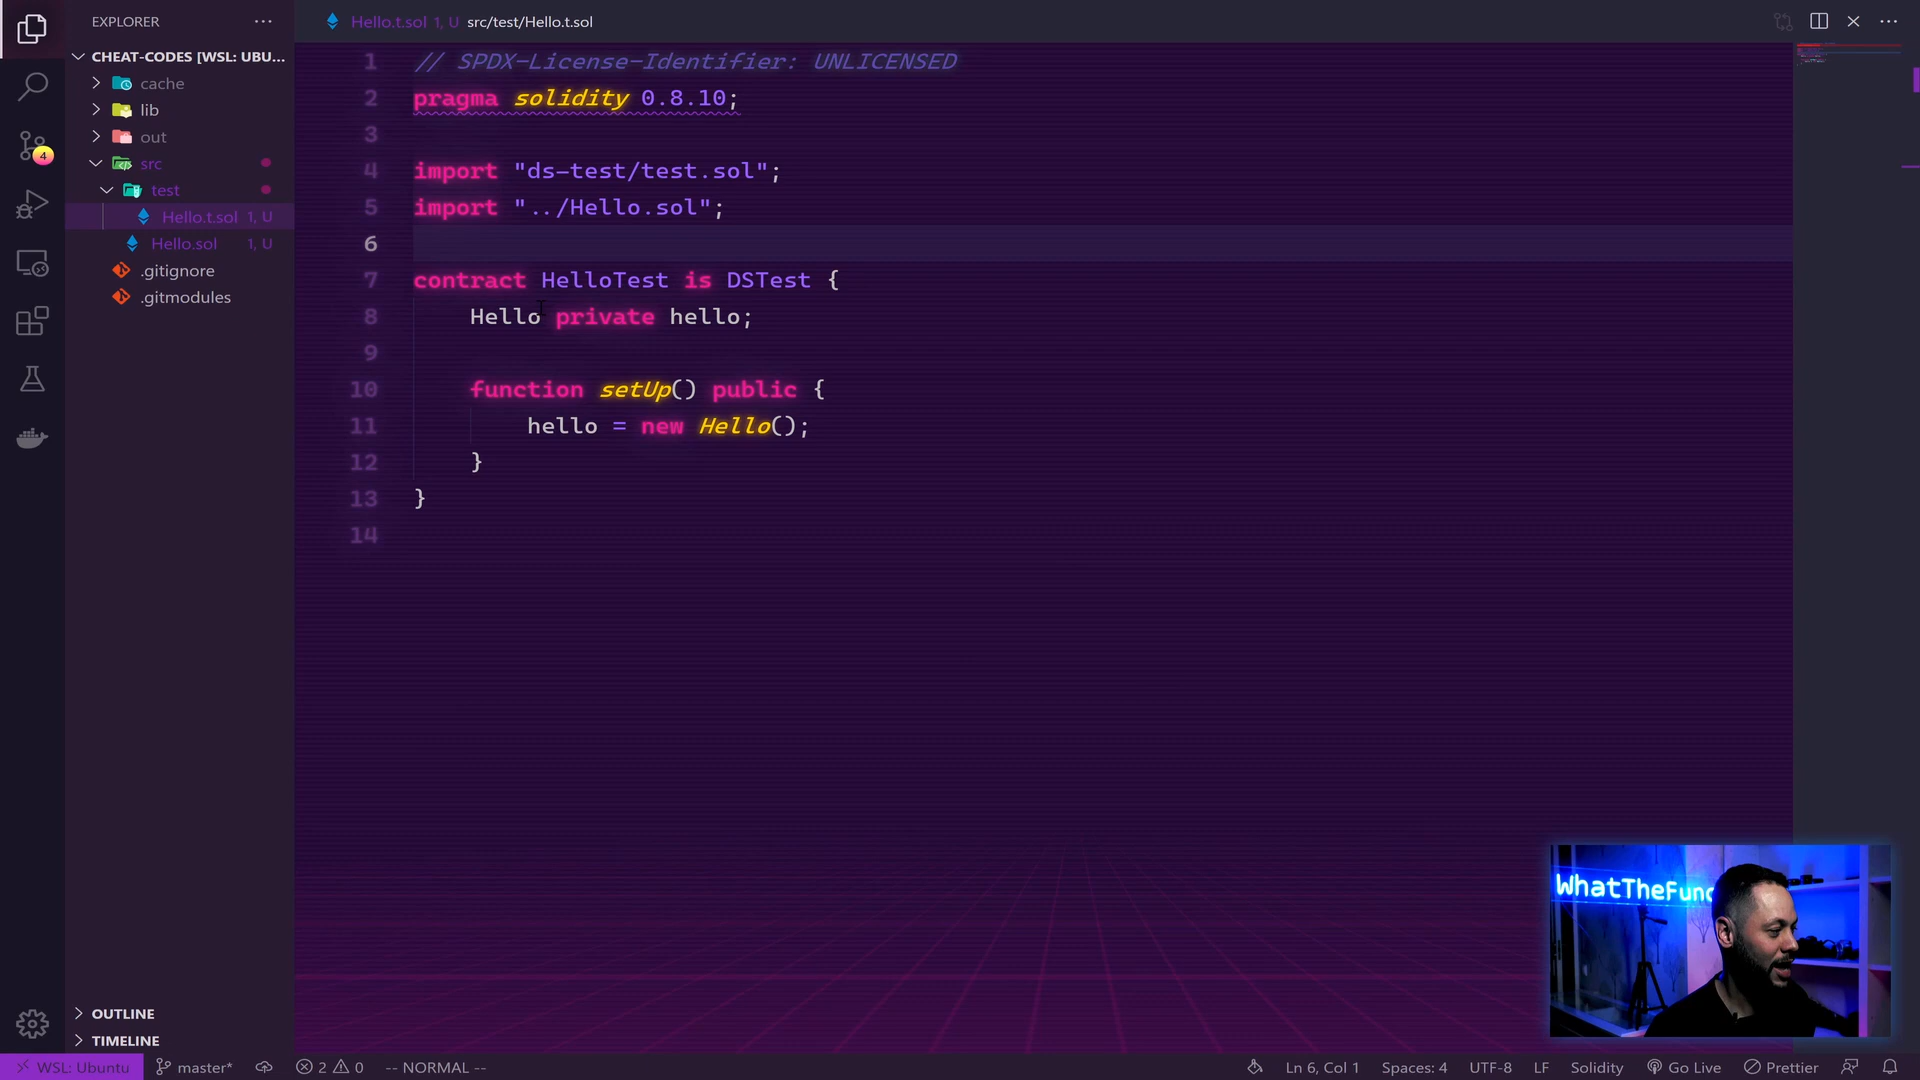 EXPLORER
Hello.t.sol 1, U src/test/Hello.t.sol
CHEAT-CODES [WSL: UBU...
cache
lib
out
src
test
Hello.t.sol 1, U
Hello.sol 1, U
.gitignore
.gitmodules
4
1 // SPDX-License-Identifier: UNLICENSED
2 pragma solidity 0.8.10;
3
4 import "ds-test/test.sol";
5 import "../Hello.sol";
6
7 contract HelloTest is DSTest {
8 Hello private hello;
9
10 function setUp() public {
11 hello = new Hello();
12 }
13 }
14
WhatTheFunc
OUTLINE
TIMELINE
WSL: Ubuntu master* 2 0 -- NORMAL -- Ln 6, Col 1 Spaces: 4 UTF-8 LF Solidity Go Live Prettier